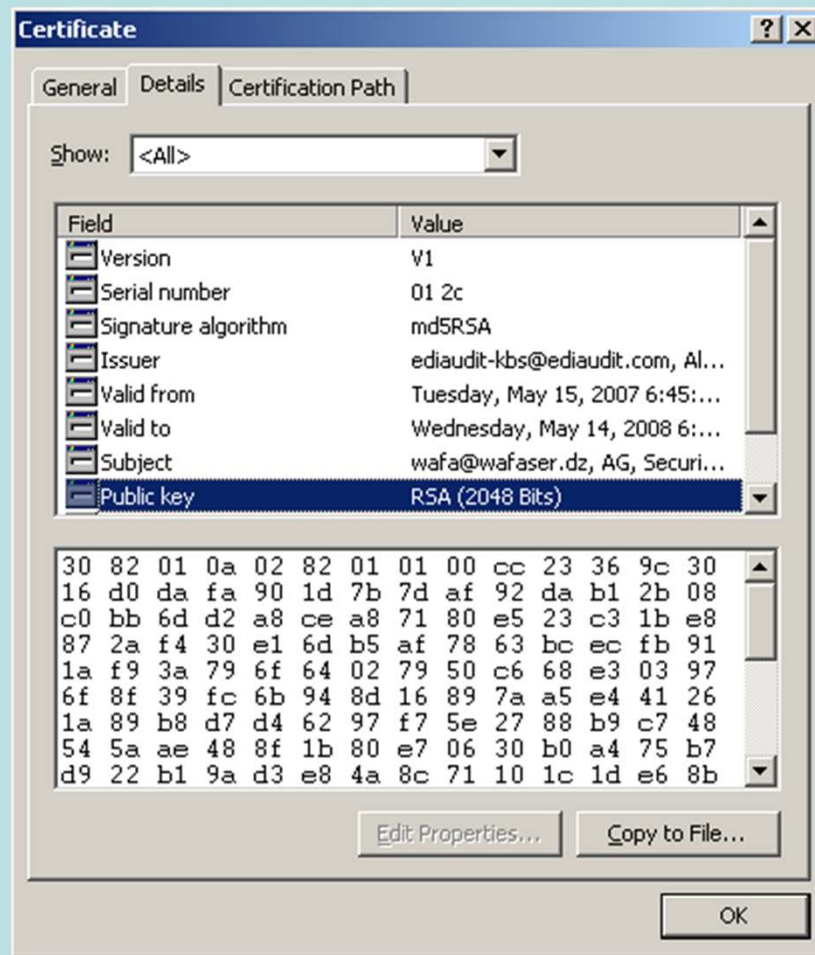 Certificate
General Details Certification Path
Show: <All>
Field Value
Version V1
Serial number 01 2c
Signature algorithm md5RSA
Issuer ediaudit-kbs@ediaudit.com, Al...
Valid from Tuesday, May 15, 2007 6:45:...
Valid to Wednesday, May 14, 2008 6:...
Subject wafa@wafaser.dz, AG, Securi...
Public key RSA (2048 Bits)
30 82 01 0a 02 82 01 01 00 cc 23 36 9c 30
16 d0 da fa 90 1d 7b 7d af 92 da b1 2b 08
c0 bb 6d d2 a8 ce a8 71 80 e5 23 c3 1b e8
87 2a f4 30 e1 6d b5 af 78 63 bc ec fb 91
1a f9 3a 79 6f 64 02 79 50 c6 68 e3 03 97
6f 8f 39 fc 6b 94 8d 16 89 7a a5 e4 41 26
1a 89 b8 d7 d4 62 97 f7 5e 27 88 b9 c7 48
54 5a ae 48 8f 1b 80 e7 06 30 b0 a4 75 b7
d9 22 b1 9a d3 e8 4a 8c 71 10 1c 1d e6 8b
Edit Properties... Copy to File...
OK